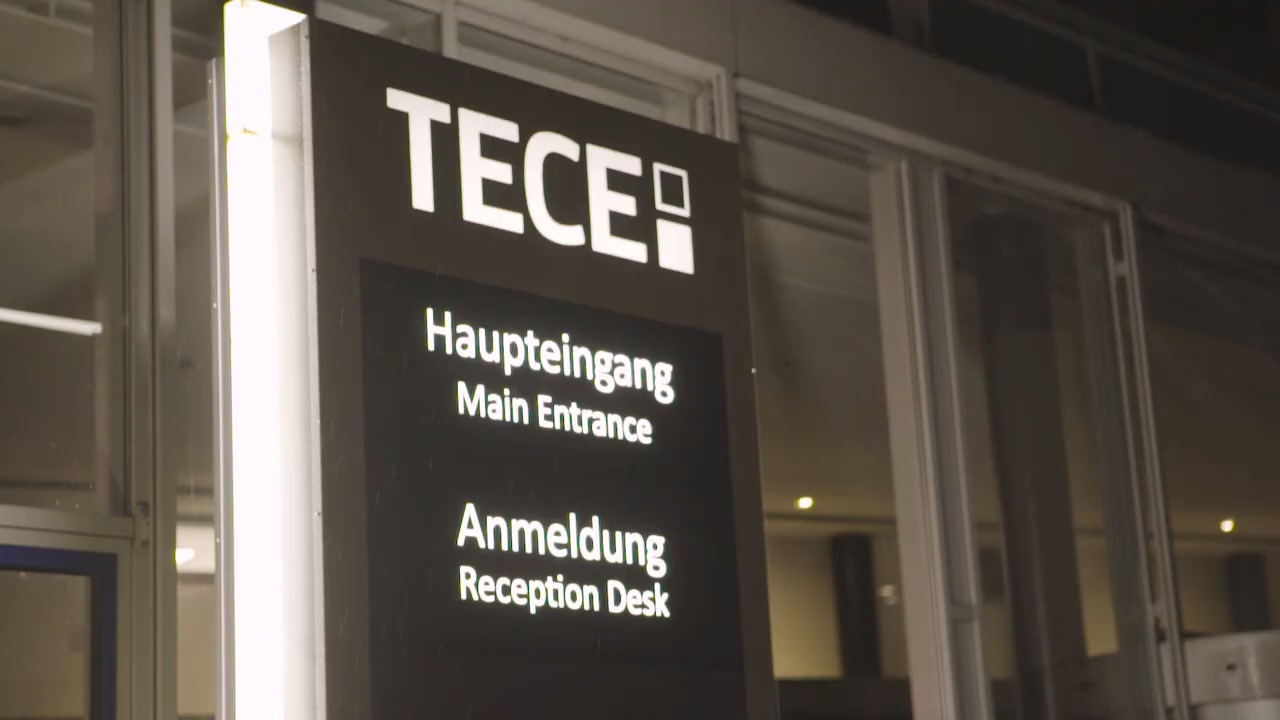 TECE
Haupteingang
Main Entrance
Anmeldung
Reception Desk